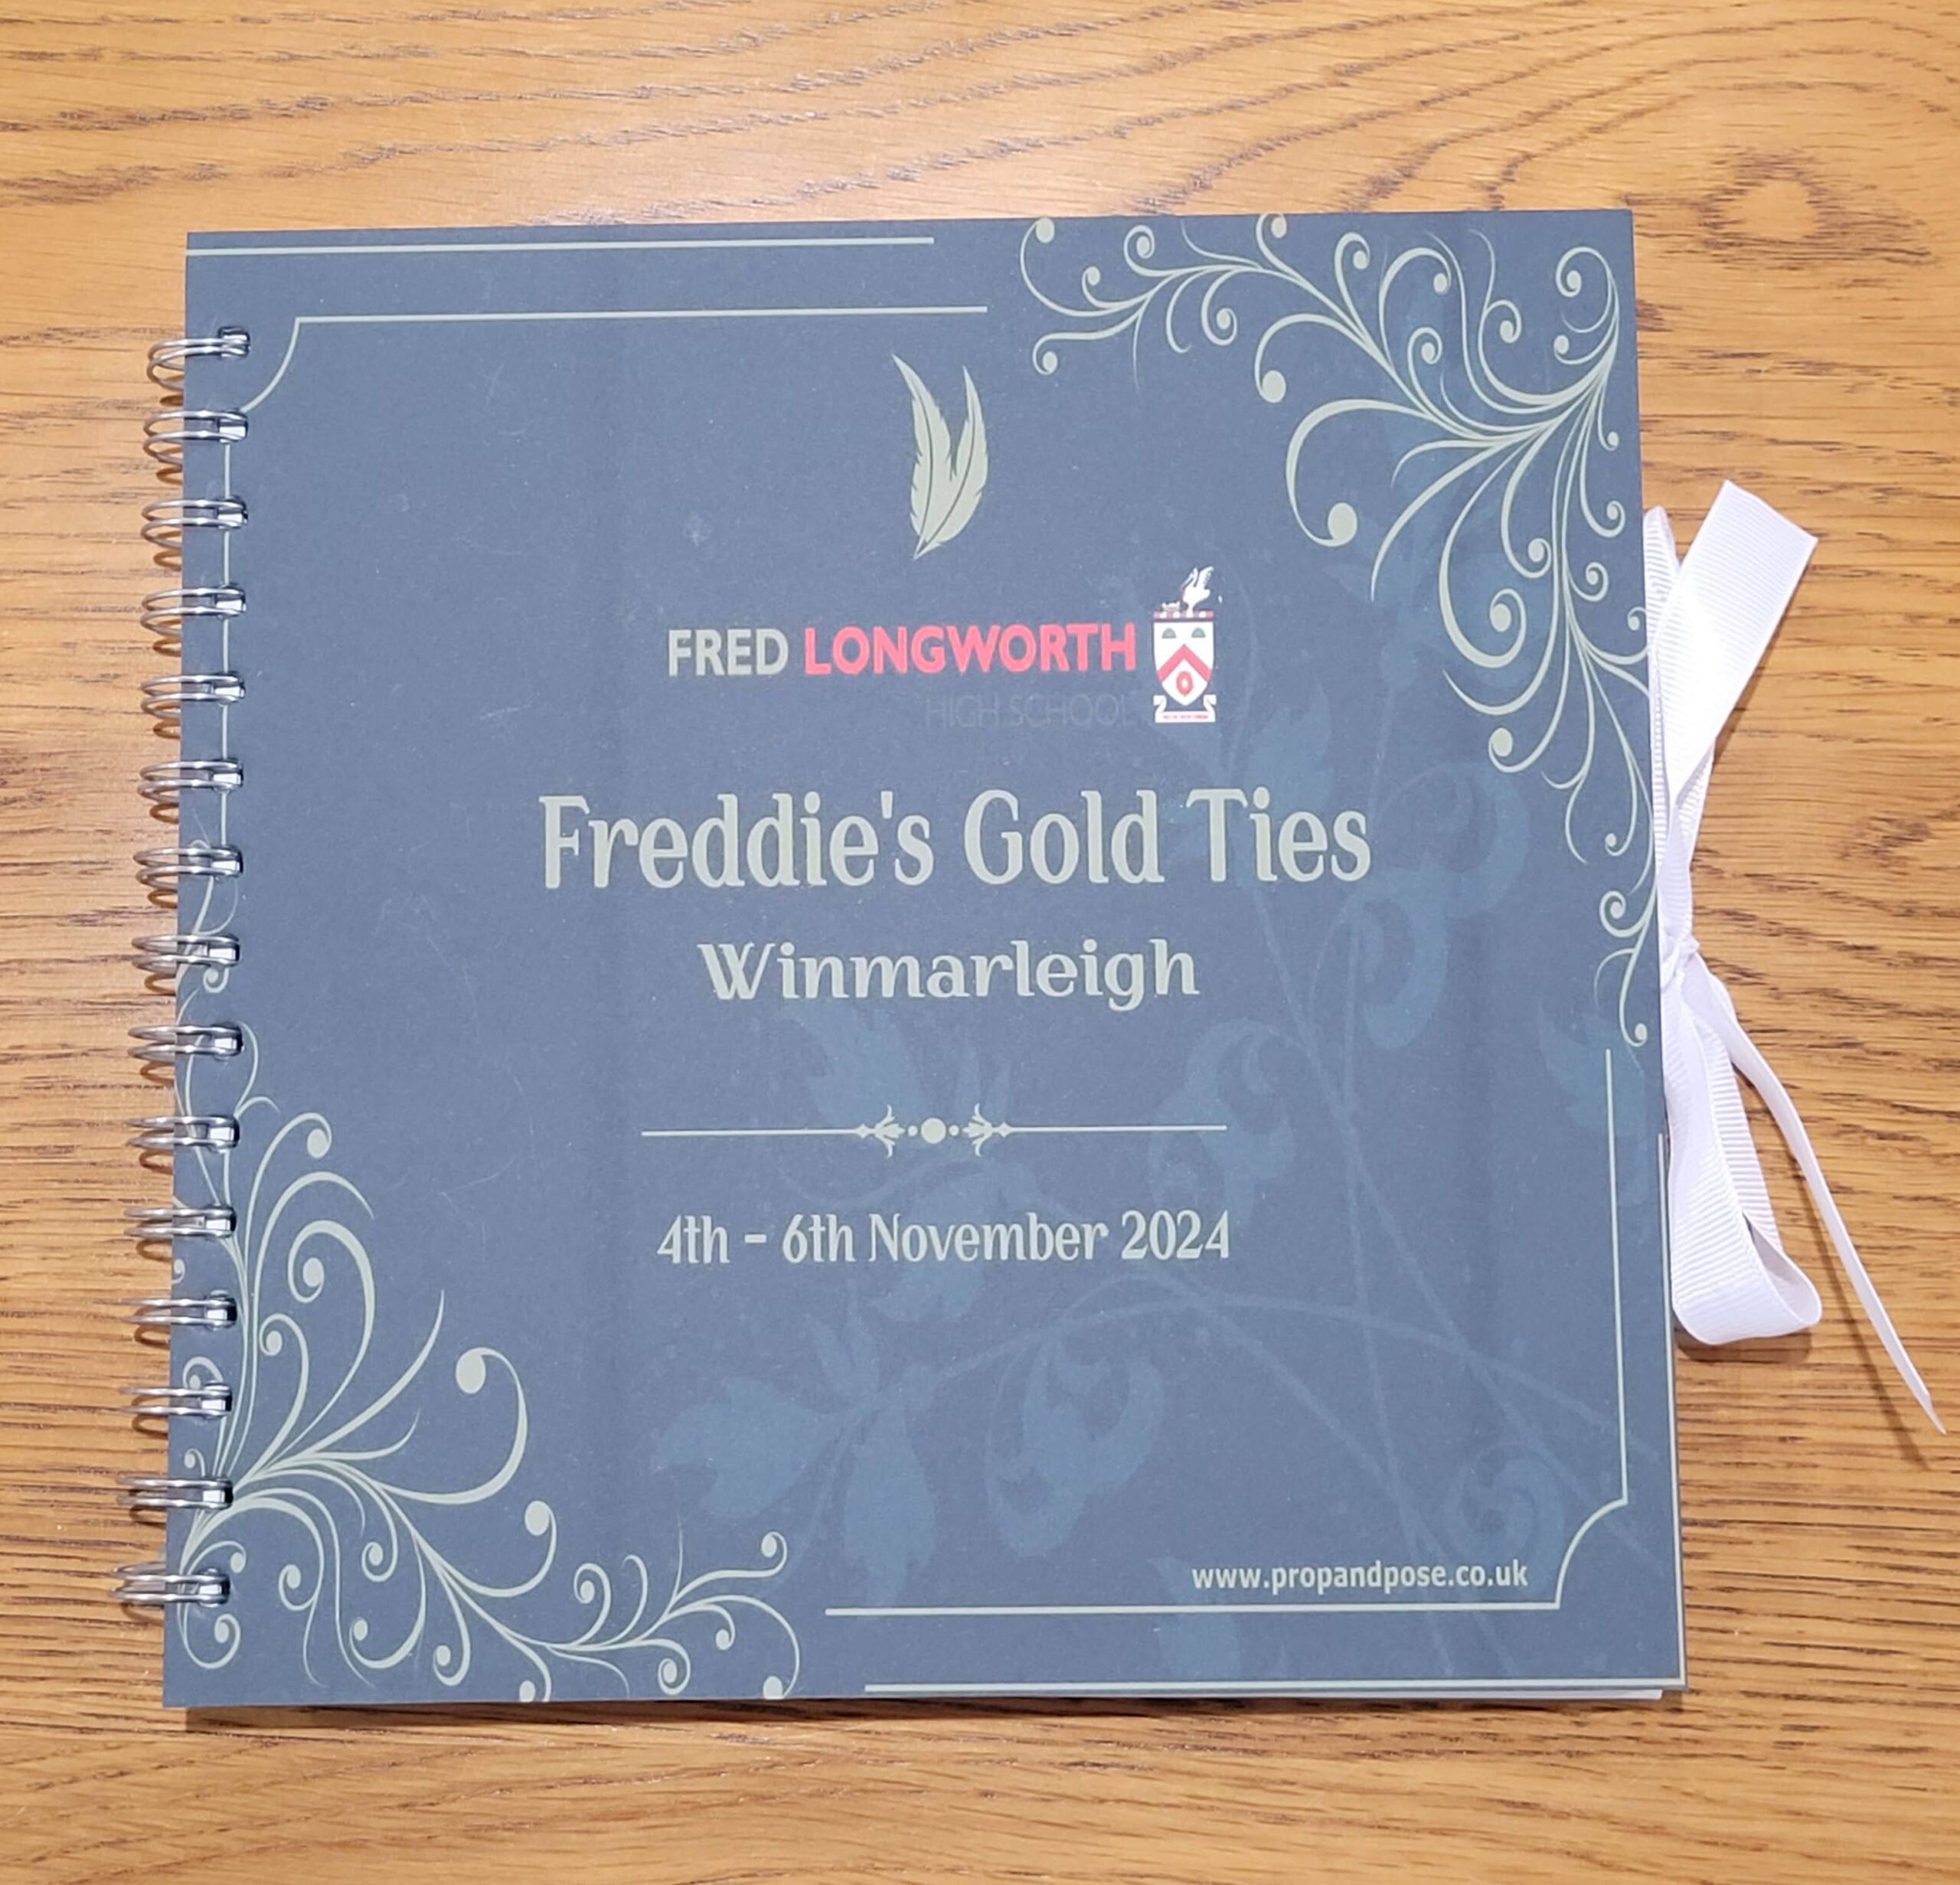 FRED LONGWORTH
HIGH SCHOOL
Freddie's Gold Ties
Winmarleigh
4th - 6th November 2024
www.propandpose.co.uk